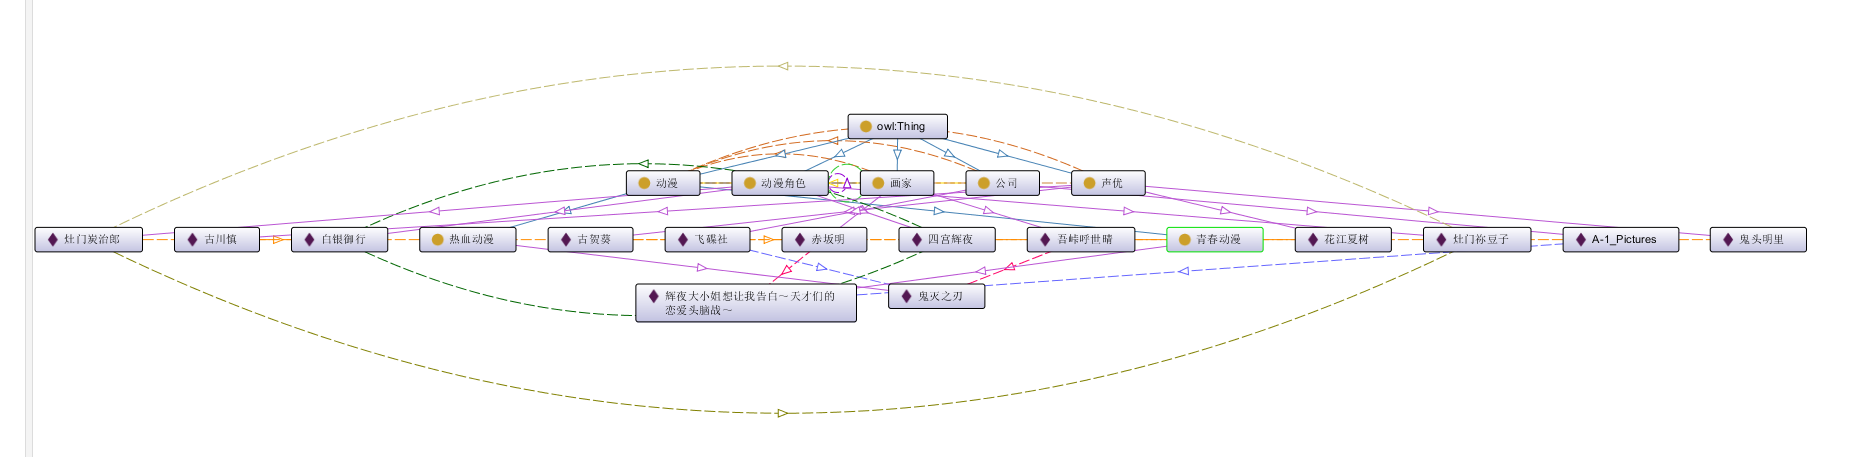 owl:Thing
动漫
动漫角色
画家
公司
声优
灶门炭治郎
古川慎
白银御行
热血动漫
古贺葵
飞碟社
赤坂明
四宫辉夜
吾峠呼世晴
青春动漫
花江夏树
灶门祢豆子
A-1_Pictures
鬼头明里
辉夜大小姐想让我告白～天才们的
恋爱头脑战～
鬼灭之刃